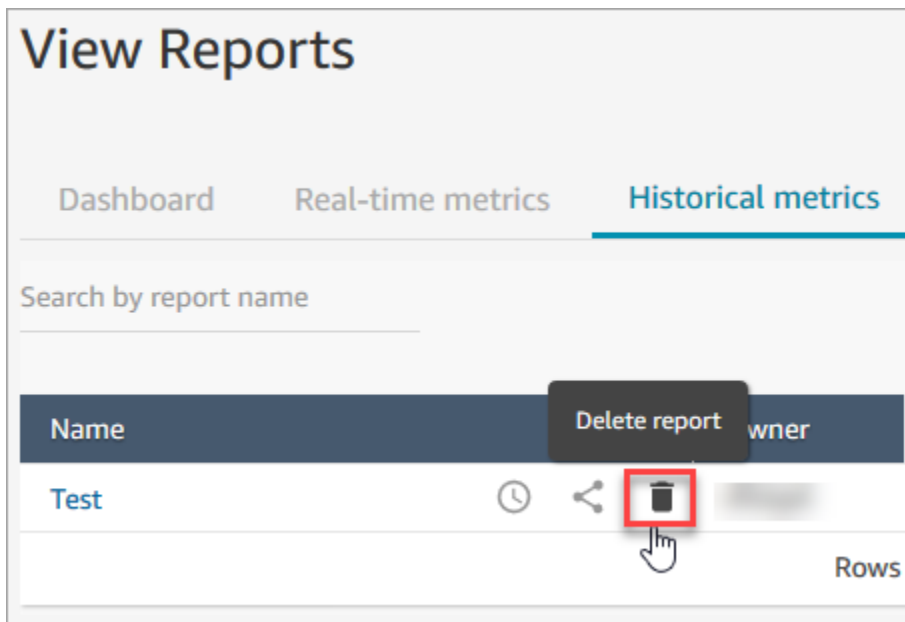 View Reports
Dashboard Real-time metrics Historical metrics
Search by report name
Name Delete report wner
Test
Rows